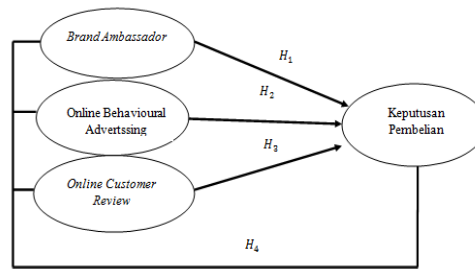 Brand Ambassador
H1
H2
Online Behavioural
Advertssing
Keputusan
Pembelian
H3
Online Customer
Review
H4